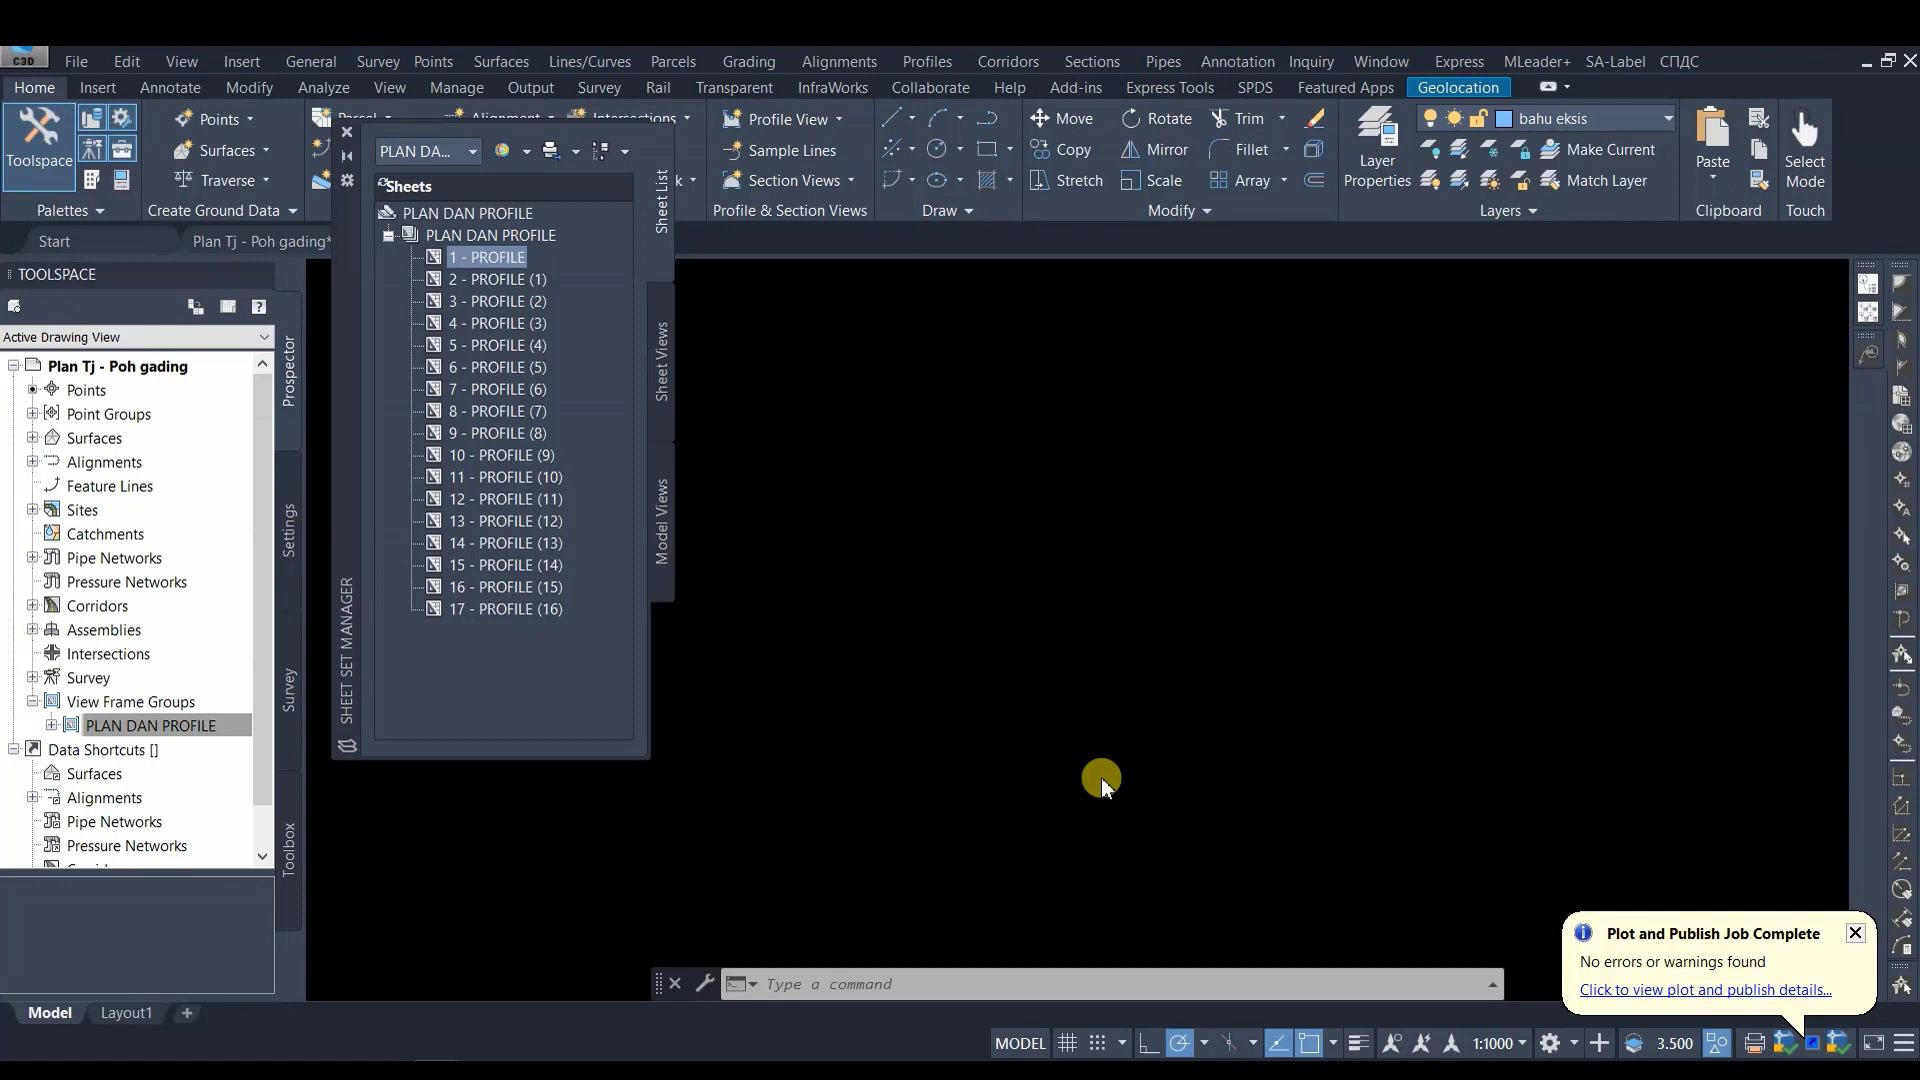 C3D
File Edit View Insert General Survey Points Surfaces Lines/Curves Parcels Grading Alignments Profiles Corridors Sections Pipes Annotation Inquiry Window Express MLeader+ SA-Label СПДС
Home Insert Annotate Modify Analyze View Manage Output Survey Rail Transparent InfraWorks Collaborate Help Add-ins Express Tools SPDS Featured Apps Geolocation
Toolspace
Palettes
Points
Surfaces
Traverse
Create Ground Data
Parcel Alignment Intersections
Profile View
Sample Lines
Section Views
Profile & Section Views
Draw
Move Rotate Trim
Copy Mirror Fillet
Stretch Scale Array
Modify
Layer
Properties
bahu eksis
Make Current
Match Layer
Layers
Paste
Clipboard
Select
Mode
Touch
Start
Plan Tj - Poh gading*
TOOLSPACE
Active Drawing View
Plan Tj - Poh gading
Points
Point Groups
Surfaces
Alignments
Feature Lines
Sites
Catchments
Pipe Networks
Pressure Networks
Corridors
Assemblies
Intersections
Survey
View Frame Groups
PLAN DAN PROFILE
Data Shortcuts []
Surfaces
Alignments
Pipe Networks
Pressure Networks
Prospector
Settings
Survey
Toolbox
SHEET SET MANAGER
PLAN DA...
Sheets
PLAN DAN PROFILE
PLAN DAN PROFILE
1 - PROFILE
2 - PROFILE (1)
3 - PROFILE (2)
4 - PROFILE (3)
5 - PROFILE (4)
6 - PROFILE (5)
7 - PROFILE (6)
8 - PROFILE (7)
9 - PROFILE (8)
10 - PROFILE (9)
11 - PROFILE (10)
12 - PROFILE (11)
13 - PROFILE (12)
14 - PROFILE (13)
15 - PROFILE (14)
16 - PROFILE (15)
17 - PROFILE (16)
Sheet List
Sheet Views
Model Views
Type a command
Plot and Publish Job Complete
No errors or warnings found
Click to view plot and publish details...
Model Layout1 +
MODEL 1:1000 3.500